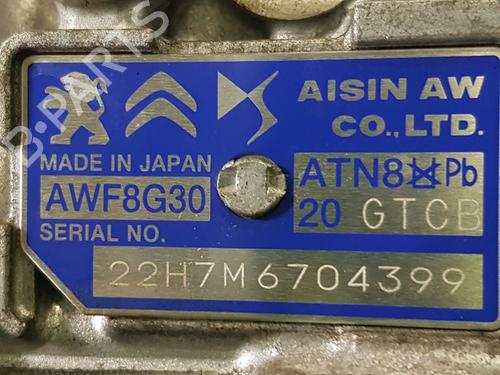 AISIN AW
CO.,LTD.
MADE IN JAPAN
AWF8G30
ATN8 Pb
20 GTCB
SERIAL NO.
22H7M6704399
B-PARTS